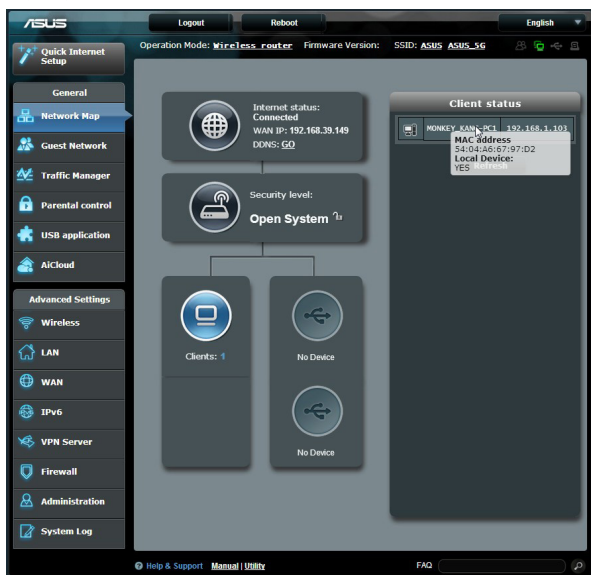 ASUS
Logout
Reboot
English
Quick Internet
Setup
Operation Mode: Wireless router Firmware Version: SSID: ASUS ASUS_5G
General
Network Map
Guest Network
Traffic Manager
Parental control
USB application
AiCloud
Advanced Settings
Wireless
LAN
WAN
IPv6
VPN Server
Firewall
Administration
System Log
Internet status:
Connected
WAN IP: 192.168.39.149
DDNS: GO
Security level:
Open System
Clients: 1
No Device
No Device
Client status
MONKEY_KANG-PC1 192.168.1.103
MAC address
54:04:A6:67:97:D2
Local Device:
YES
Refresh
Help & Support Manual | Utility
FAQ